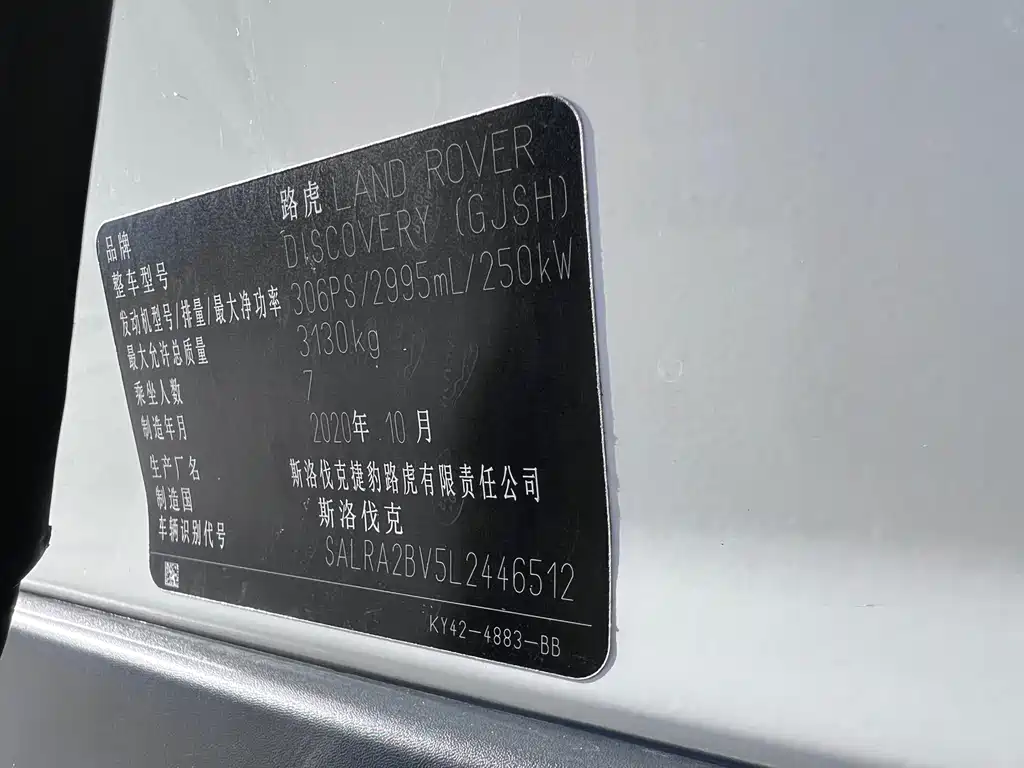 品牌 路虎 LAND ROVER
整车型号 DISCOVERY (GJSH)
发动机型号/排量/最大净功率 306PS/2995mL/250kW
最大允许总质量 3130kg
乘坐人数 7
制造年月 2020年 10月
生产厂名 斯洛伐克捷豹路虎有限责任公司
制造国 斯洛伐克
车辆识别代号 SALRA2BV5L2446512
KY42-4883-BB